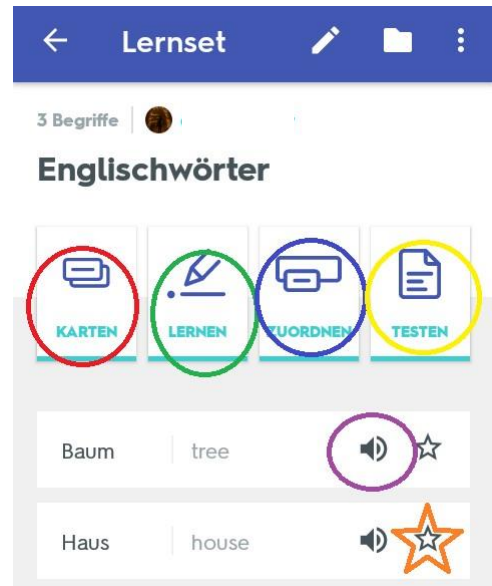 Lernset
3 Begriffe
Englischwörter
KARTEN LERNEN ZUORDNEN TESTEN
Baum tree
Haus house